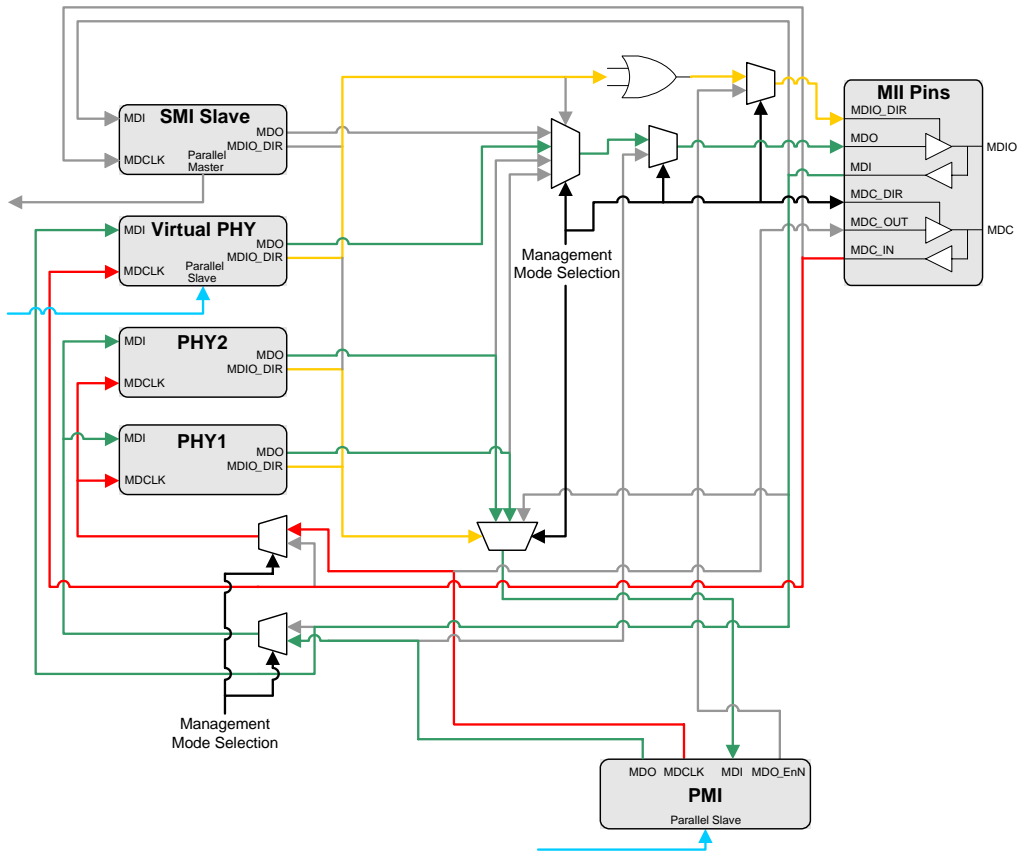 MII Pins
MDIO_DIR
MDO
MDIO
MDI
MDC_DIR
MDC_OUT
MDC
MDC_IN
SMI Slave
MDI
MDO
MDIO_DIR
MDCLK
Parallel
Master
Virtual PHY
MDI
MDO
MDIO_DIR
MDCLK
Parallel
Slave
Management
Mode Selection
PHY2
MDI
MDO
MDIO_DIR
MDCLK
PHY1
MDI
MDO
MDIO_DIR
MDCLK
Management
Mode Selection
MDO MDCLK MDI MDO_EnN
PMI
Parallel Slave